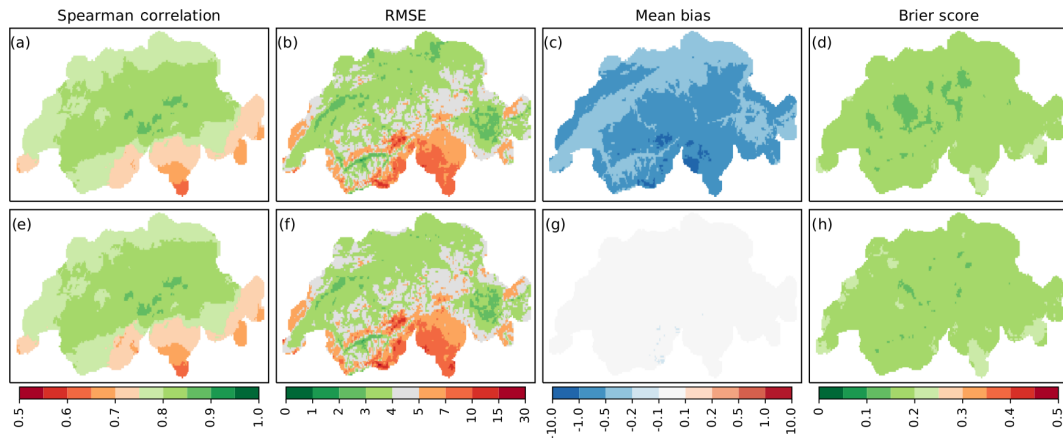 Spearman correlation RMSE Mean bias Brier score
(a) (b) (c) (d)
(e) (f) (g) (h)
0.5 0.6 0.7 0.8 0.9 1.0
0 1 2 3 4 5 7 10 15 30
-10.0 -1.0 -0.5 -0.2 -0.1 0.1 0.2 0.5 1.0 10.0
0 0.1 0.2 0.3 0.4 0.5